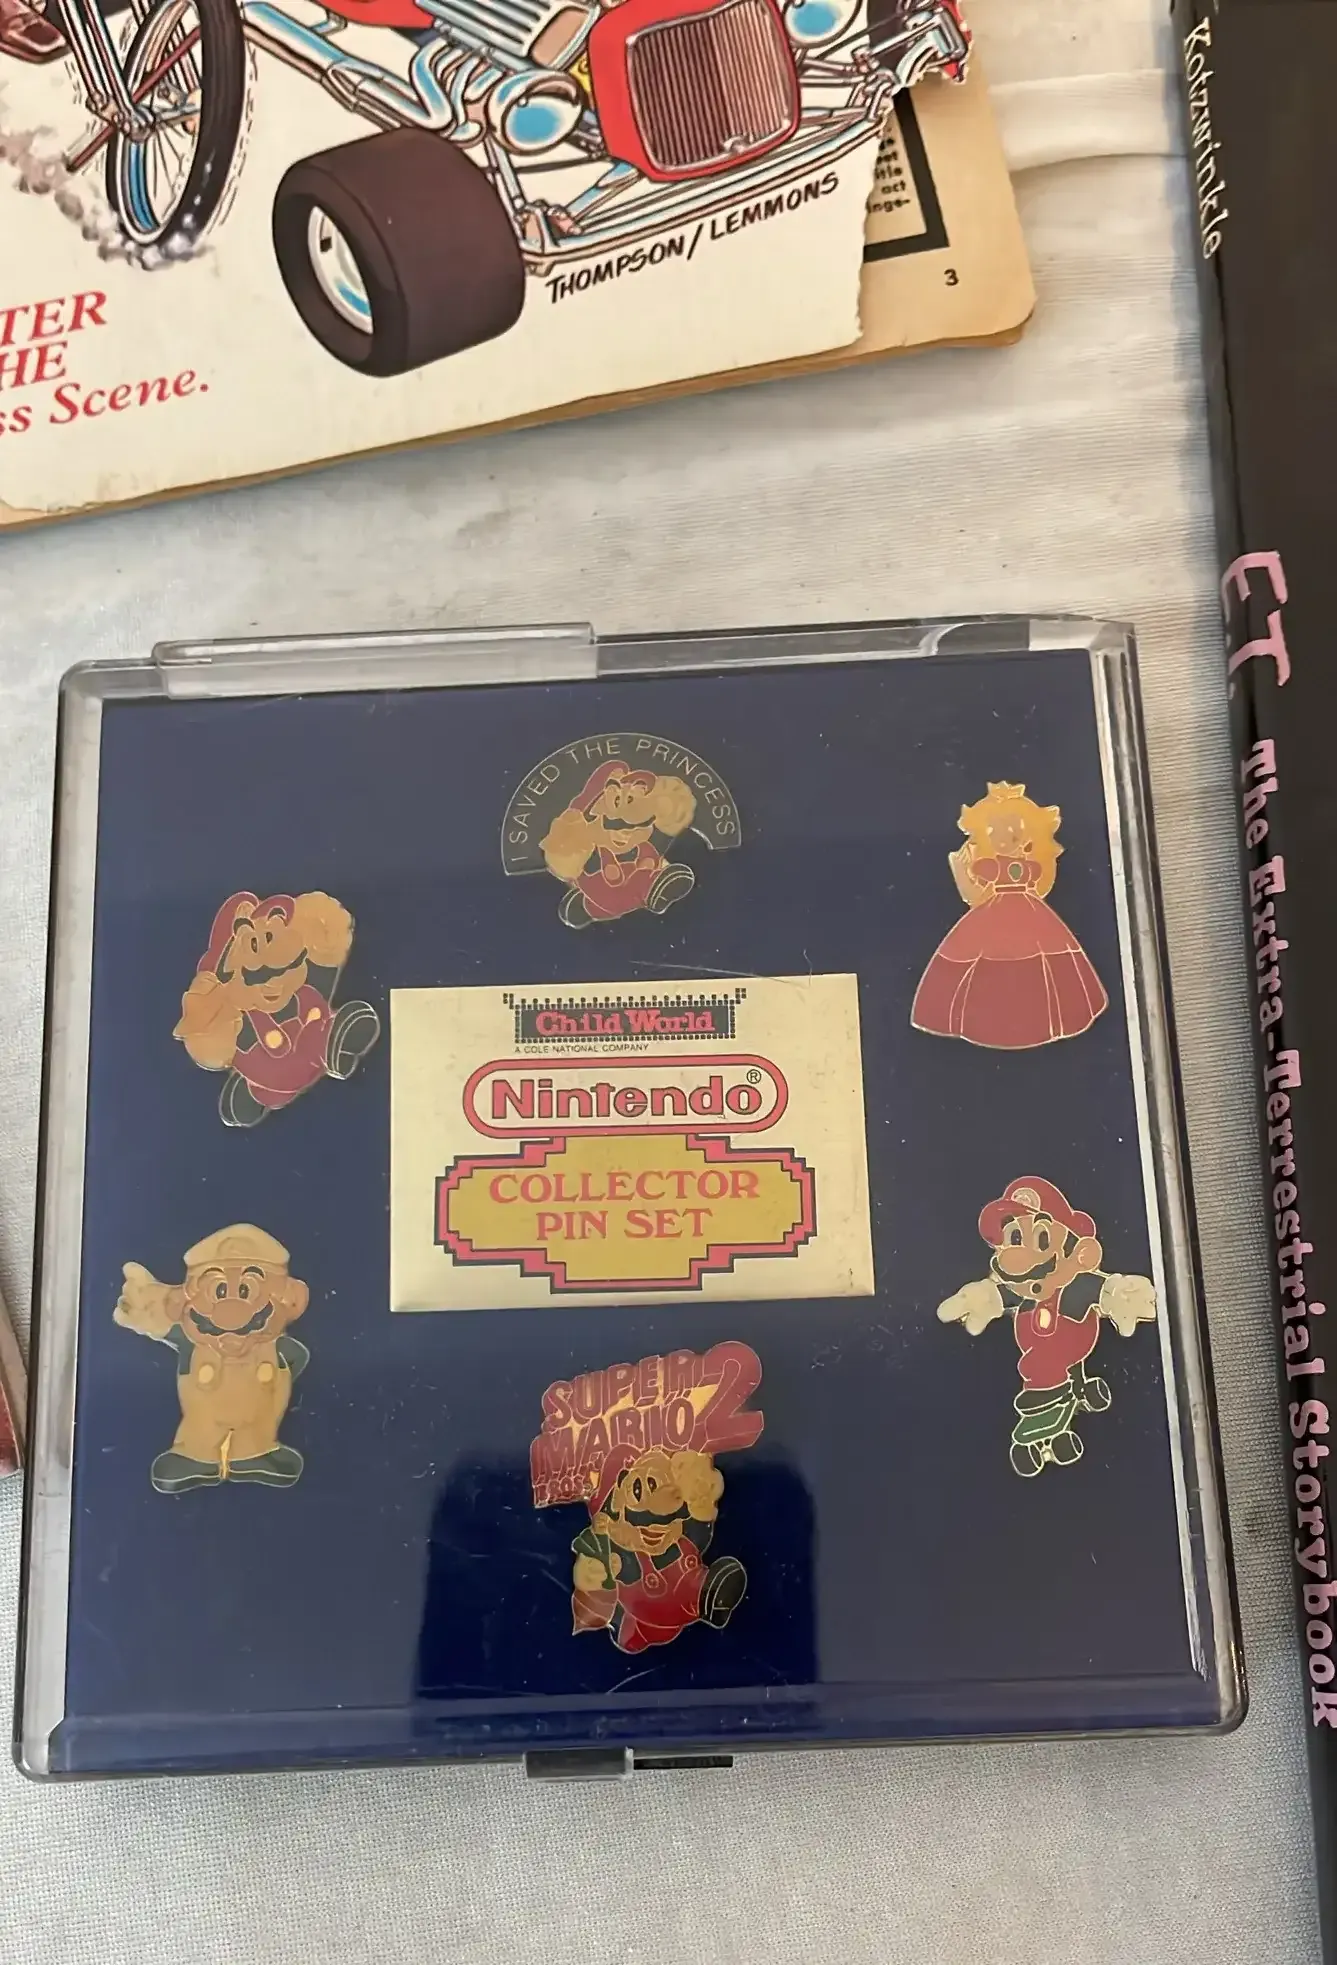 Kotzwinkle
E.T. The Extra-Terrestrial Storybook
act
3
THOMPSON/LEMMONS
TER
HE
ss Scene.
I SAVED THE PRINCESS
Child World
A COLE NATIONAL COMPANY
Nintendo®
COLLECTOR
PIN SET
SUPER
MARIO 2
BROS.